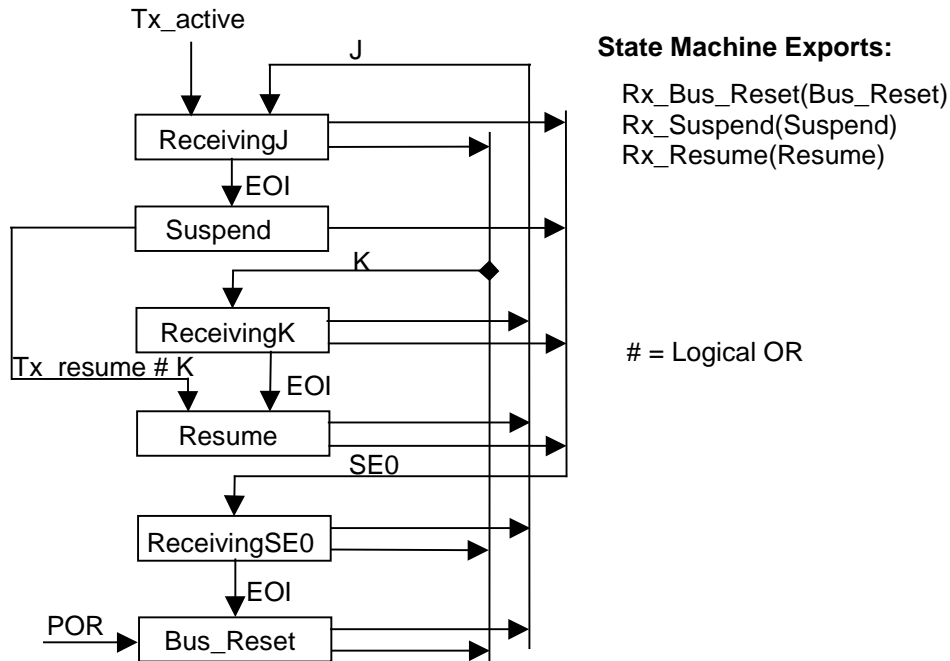 Tx_active
J
State Machine Exports:
Rx_Bus_Reset(Bus_Reset)
Rx_Suspend(Suspend)
Rx_Resume(Resume)
ReceivingJ
EOI
Suspend
K
ReceivingK
# = Logical OR
Tx_resume # K
EOI
Resume
SE0
ReceivingSE0
EOI
POR
Bus_Reset